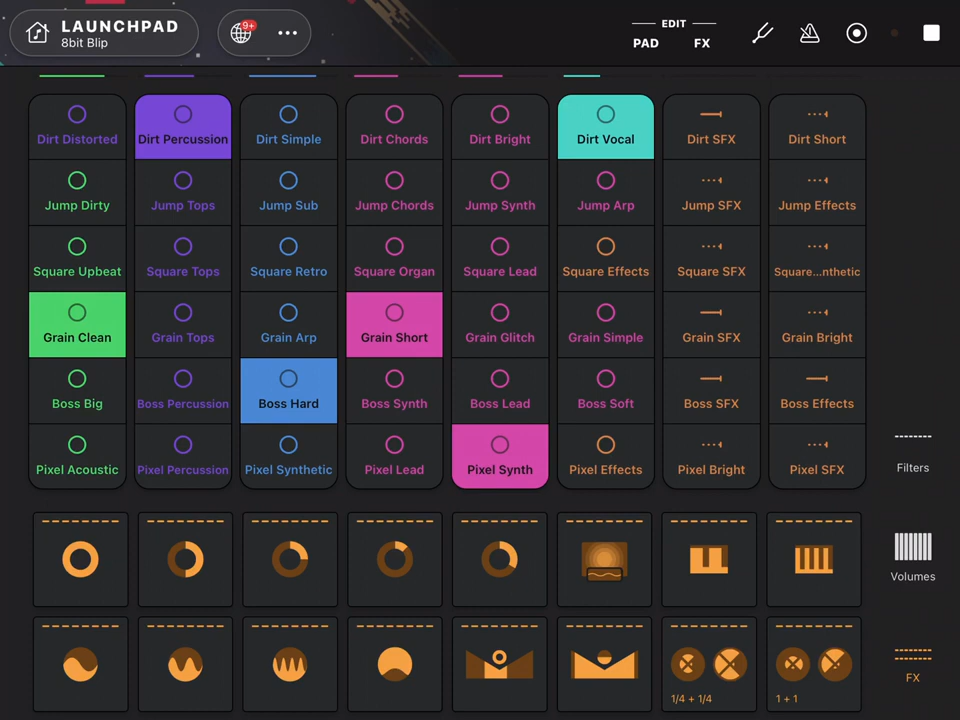 LAUNCHPAD
8bit Blip
9+
EDIT
PAD FX
Dirt Distorted Dirt Percussion Dirt Simple Dirt Chords Dirt Bright Dirt Vocal Dirt SFX Dirt Short
Jump Dirty Jump Tops Jump Sub Jump Chords Jump Synth Jump Arp Jump SFX Jump Effects
Square Upbeat Square Tops Square Retro Square Organ Square Lead Square Effects Square SFX Square...nthetic
Grain Clean Grain Tops Grain Arp Grain Short Grain Glitch Grain Simple Grain SFX Grain Bright
Boss Big Boss Percussion Boss Hard Boss Synth Boss Lead Boss Soft Boss SFX Boss Effects
Pixel Acoustic Pixel Percussion Pixel Synthetic Pixel Lead Pixel Synth Pixel Effects Pixel Bright Pixel SFX
Filters
Volumes
FX
1/4 + 1/4 1 + 1